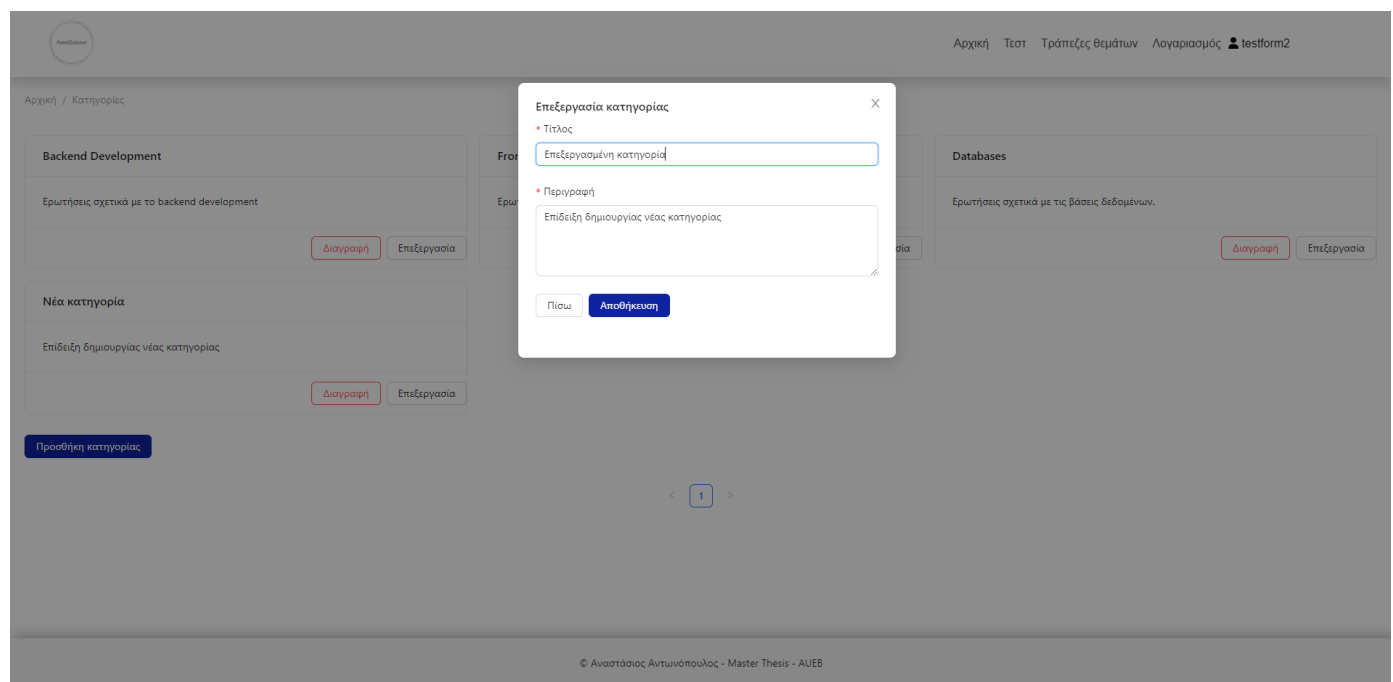 AutoQuizzer
Αρχική Τεστ Τράπεζες θεμάτων Λογαριασμός testform2
Αρχική / Κατηγορίες
Επεξεργασία κατηγορίας
* Τίτλος
Επεξεργασμένη κατηγορία
* Περιγραφή
Επίδειξη δημιουργίας νέας κατηγορίας
Πίσω Αποθήκευση
Backend Development
Ερωτήσεις σχετικά με το backend development
Διαγραφή Επεξεργασία
Fron
Ερω
σία
Databases
Ερωτήσεις σχετικά με τις βάσεις δεδομένων.
Διαγραφή Επεξεργασία
Νέα κατηγορία
Επίδειξη δημιουργίας νέας κατηγορίας
Διαγραφή Επεξεργασία
Προσθήκη κατηγορίας
< 1 >
© Αναστάσιος Αντωνόπουλος - Master Thesis - AUEB